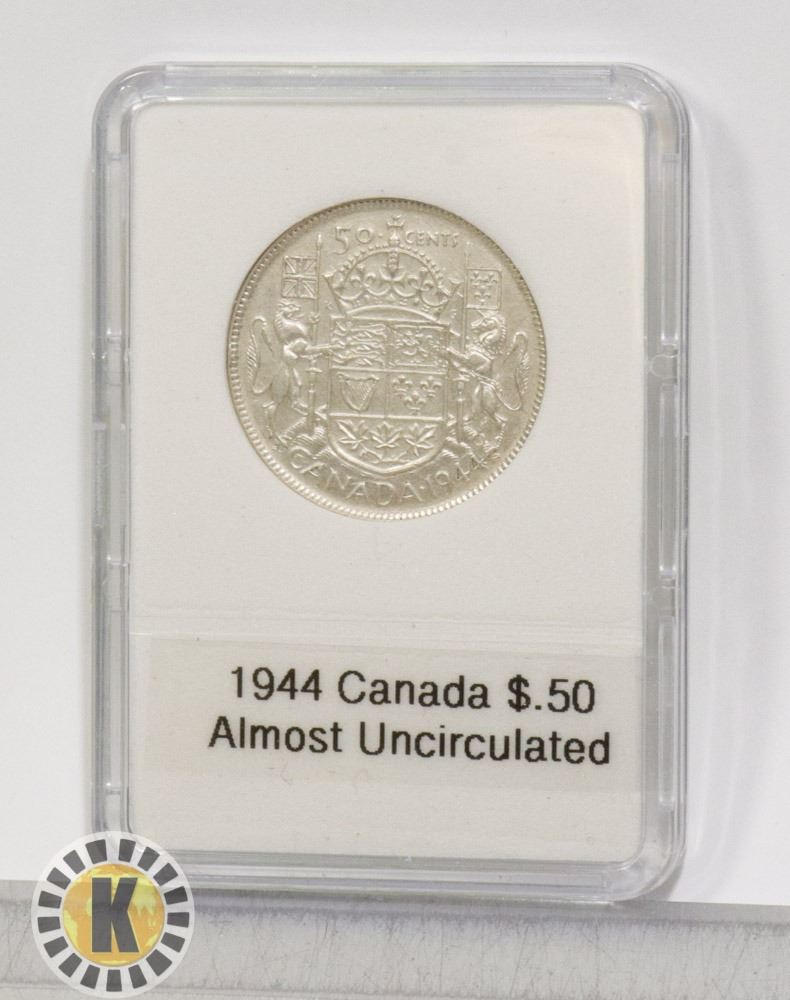 50 CENTS
CANADA · 1944
1944 Canada $.50
Almost Uncirculated
K